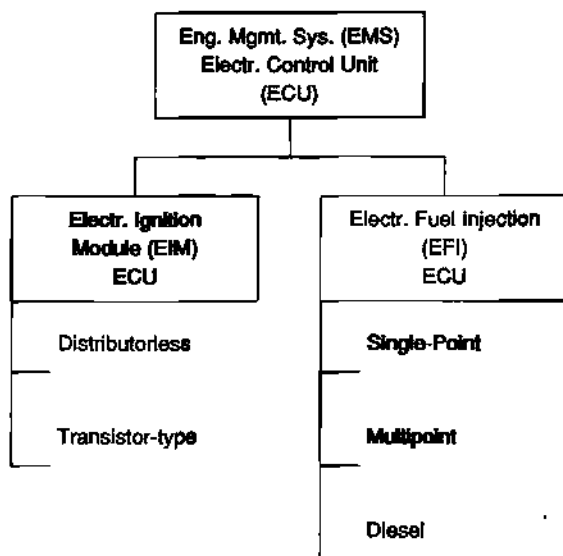 Eng. Mgmt. Sys. (EMS)
Electr. Control Unit
(ECU)
Electr. Ignition
Module (EIM)
ECU
Electr. Fuel injection
(EFI)
ECU
Distributorless
Transistor-type
Single-Point
Multipoint
Diesel